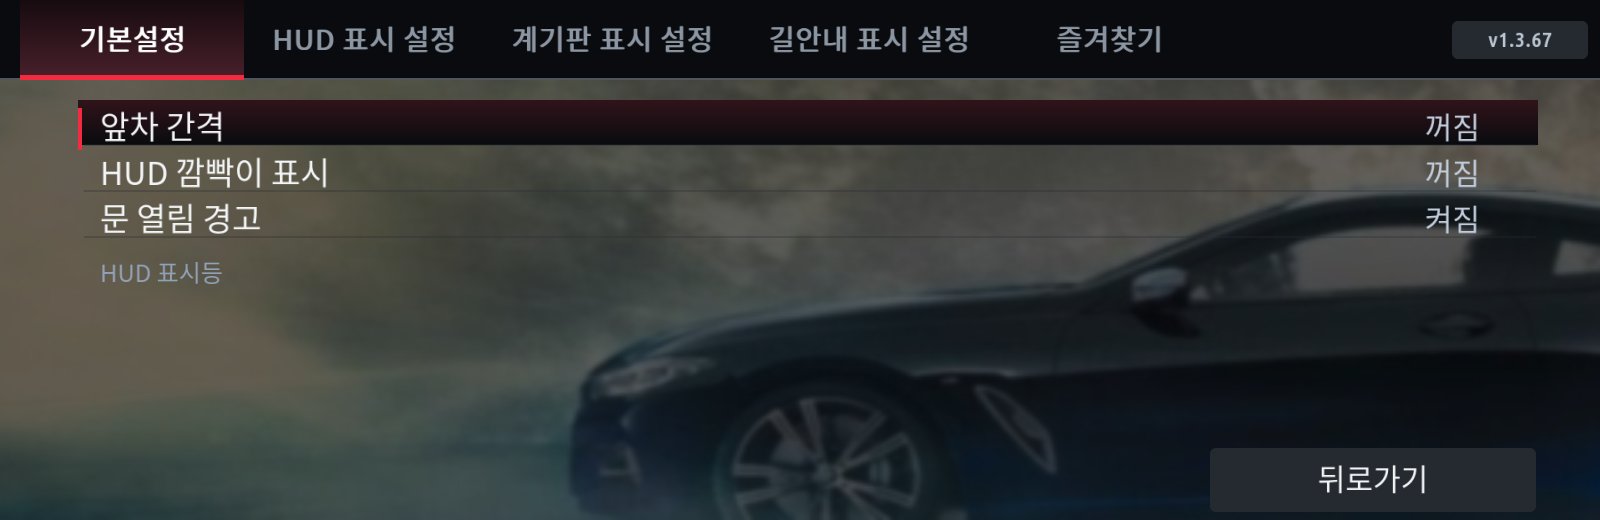 기본설정 HUD 표시 설정 계기판 표시 설정 길안내 표시 설정 즐겨찾기 v1.3.67
앞차 간격 꺼짐
HUD 깜빡이 표시 꺼짐
문 열림 경고 켜짐
HUD 표시등
뒤로가기